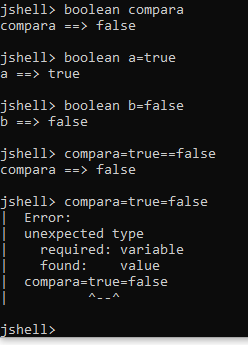 jshell> boolean compara
compara ==> false
jshell> boolean a=true
a ==> true
jshell> boolean b=false
b ==> false
jshell> compara=true==false
compara ==> false
jshell> compara=true=false
|  Error:
|  unexpected type
|    required: variable
|    found:    value
|  compara=true=false
|          ^--^
jshell>